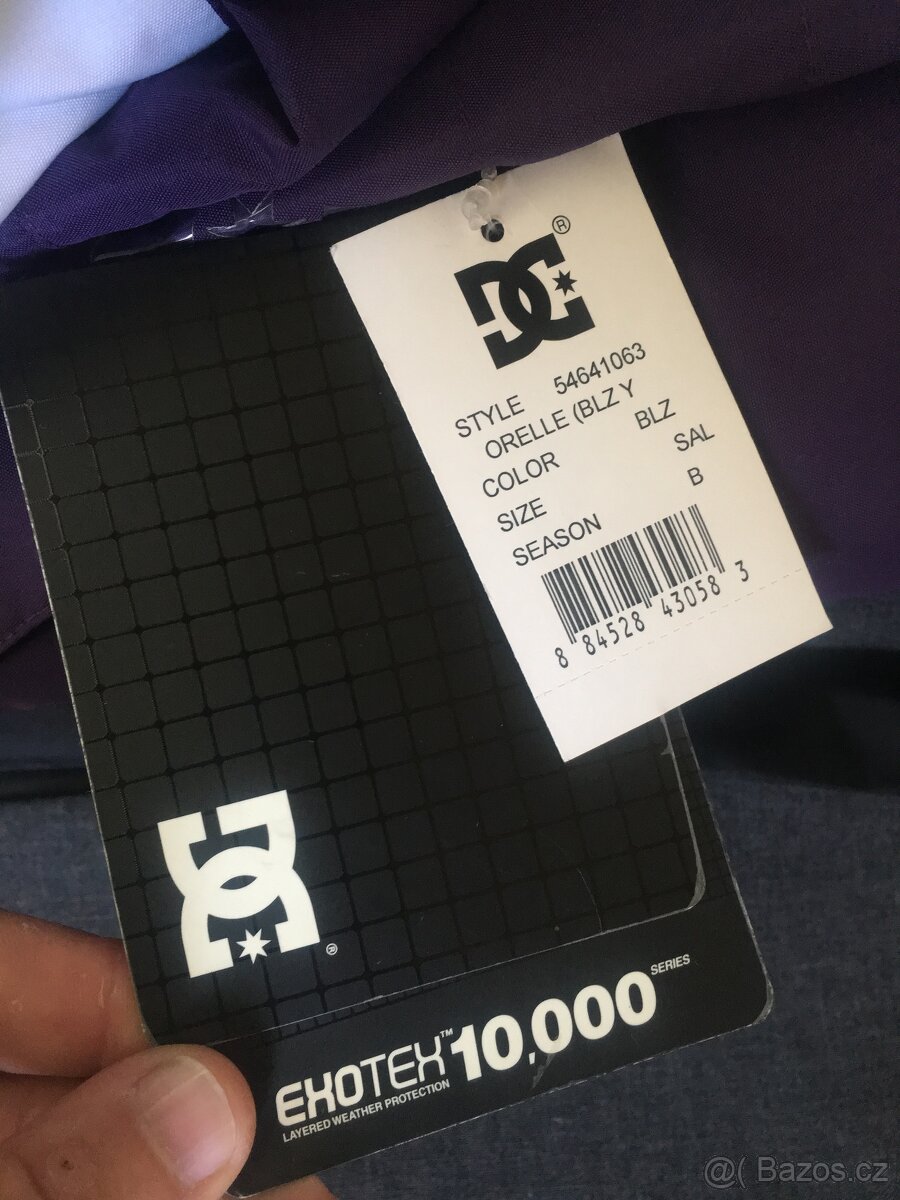 DC®
STYLE 54641063
ORELLE (BLZ Y
COLOR BLZ
SIZE SAL
SEASON B
8 84528 43058 3
®
EXOTEX™ 10,000 SERIES
LAYERED WEATHER PROTECTION
@( Bazos.cz